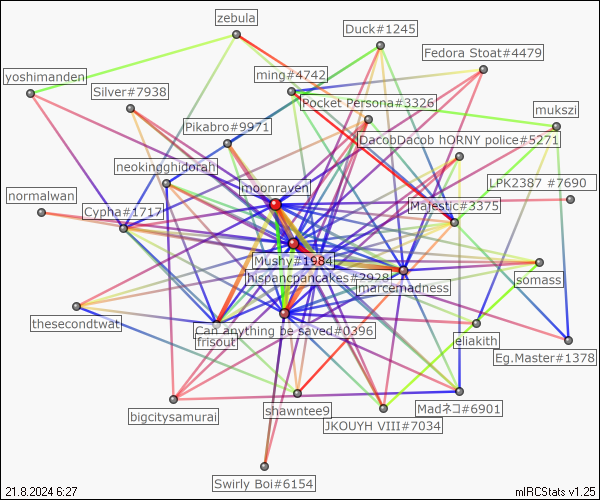 zebula
Duck#1245
Fedora Stoat#4479
yoshimanden
ming#4742
Silver#7938
Pocket Persona#3326
mukszi
Pikabro#9971
DacobDacob hORNY police#5271
neokingghidorah
LPK2387 #7690
moonraven
normalwan
Cypha#1717
Majestic#3375
Mushy#1984
hispancpancakes#2928
somass
marcemadness
thesecondtwat
Can anything be saved#0396
frisout
eliakith
Eg.Master#1378
bigcitysamurai
shawntee9
Madネコ#6901
JKOUYH VIII#7034
Swirly Boi#6154
21.8.2024 6:27
mIRCStats v1.25